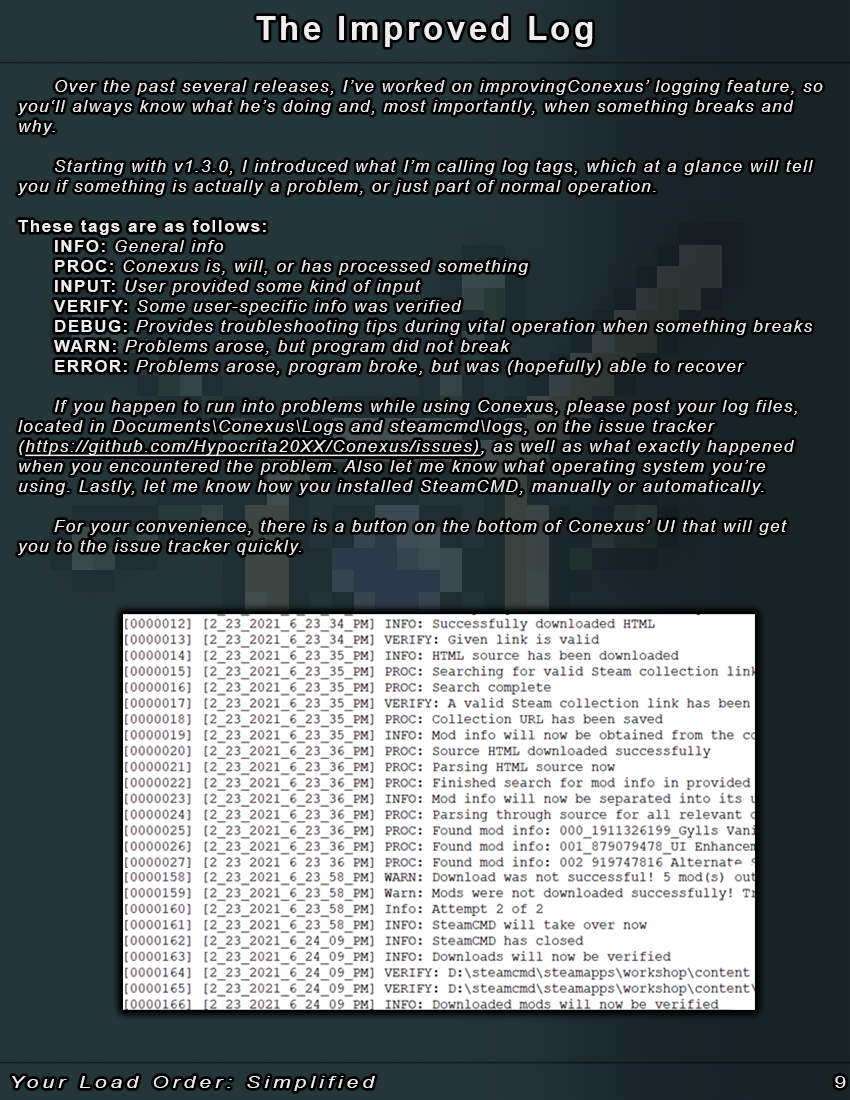 The Improved Log
Over the past several releases, I've worked on improvingConexus' logging feature, so
you'll always know what he's doing and, most importantly, when something breaks and
why.
Starting with v1.3.0, I introduced what I'm calling log tags, which at a glance will tell
you if something is actually a problem, or just part of normal operation.
These tags are as follows:
INFO: General info
PROC: Conexus is, will, or has processed something
INPUT: User provided some kind of input
VERIFY: Some user-specific info was verified
DEBUG: Provides troubleshooting tips during vital operation when something breaks
WARN: Problems arose, but program did not break
ERROR: Problems arose, program broke, but was (hopefully) able to recover
If you happen to run into problems while using Conexus, please post your log files,
located in Documents\Conexus\Logs and steamcmd\logs, on the issue tracker
(https://github.com/Hypocrita20XX/Conexus/issues), as well as what exactly happened
when you encountered the problem. Also let me know what operating system you're
using. Lastly, let me know how you installed SteamCMD, manually or automatically.
For your convenience, there is a button on the bottom of Conexus' UI that will get
you to the issue tracker quickly.
[0000012] [2_23_2021_6_23_34_PM] INFO: Successfully downloaded HTML
[0000013] [2_23_2021_6_23_34_PM] VERIFY: Given link is valid
[0000014] [2_23_2021_6_23_35_PM] INFO: HTML source has been downloaded
[0000015] [2_23_2021_6_23_35_PM] PROC: Searching for valid Steam collection link
[0000016] [2_23_2021_6_23_35_PM] PROC: Search complete
[0000017] [2_23_2021_6_23_35_PM] VERIFY: A valid Steam collection link has been
[0000018] [2_23_2021_6_23_35_PM] PROC: Collection URL has been saved
[0000019] [2_23_2021_6_23_35_PM] INFO: Mod info will now be obtained from the
[0000020] [2_23_2021_6_23_36_PM] PROC: Source HTML downloaded successfully
[0000021] [2_23_2021_6_23_36_PM] PROC: Parsing HTML source now
[0000022] [2_23_2021_6_23_36_PM] PROC: Finished search for mod info in provided
[0000023] [2_23_2021_6_23_36_PM] INFO: Mod info will now be separated into its
[0000024] [2_23_2021_6_23_36_PM] PROC: Parsing through source for all relevant
[0000025] [2_23_2021_6_23_36_PM] PROC: Found mod info: 000_1911326199_Gylls Vani
[0000026] [2_23_2021_6_23_36_PM] PROC: Found mod info: 001_879079478_UI Enhancem
[0000027] [2_23_2021_6_23_36_PM] PROC: Found mod info: 002_919747816_Alternate
[0000158] [2_23_2021_6_23_58_PM] WARN: Download was not successful! 5 mod(s) out
[0000159] [2_23_2021_6_23_58_PM] Warn: Mods were not downloaded successfully!
[0000160] [2_23_2021_6_23_58_PM] Info: Attempt 2 of 2
[0000161] [2_23_2021_6_23_58_PM] INFO: SteamCMD will take over now
[0000162] [2_23_2021_6_24_09_PM] INFO: SteamCMD has closed
[0000163] [2_23_2021_6_24_09_PM] INFO: Downloads will now be verified
[0000164] [2_23_2021_6_24_09_PM] VERIFY: D:\steamcmd\steamapps\workshop\content
[0000165] [2_23_2021_6_24_09_PM] VERIFY: D:\steamcmd\steamapps\workshop\content\
[0000166] [2_23_2021_6_24_09_PM] INFO: Downloaded mods will now be verified
Your Load Order: Simplified
9